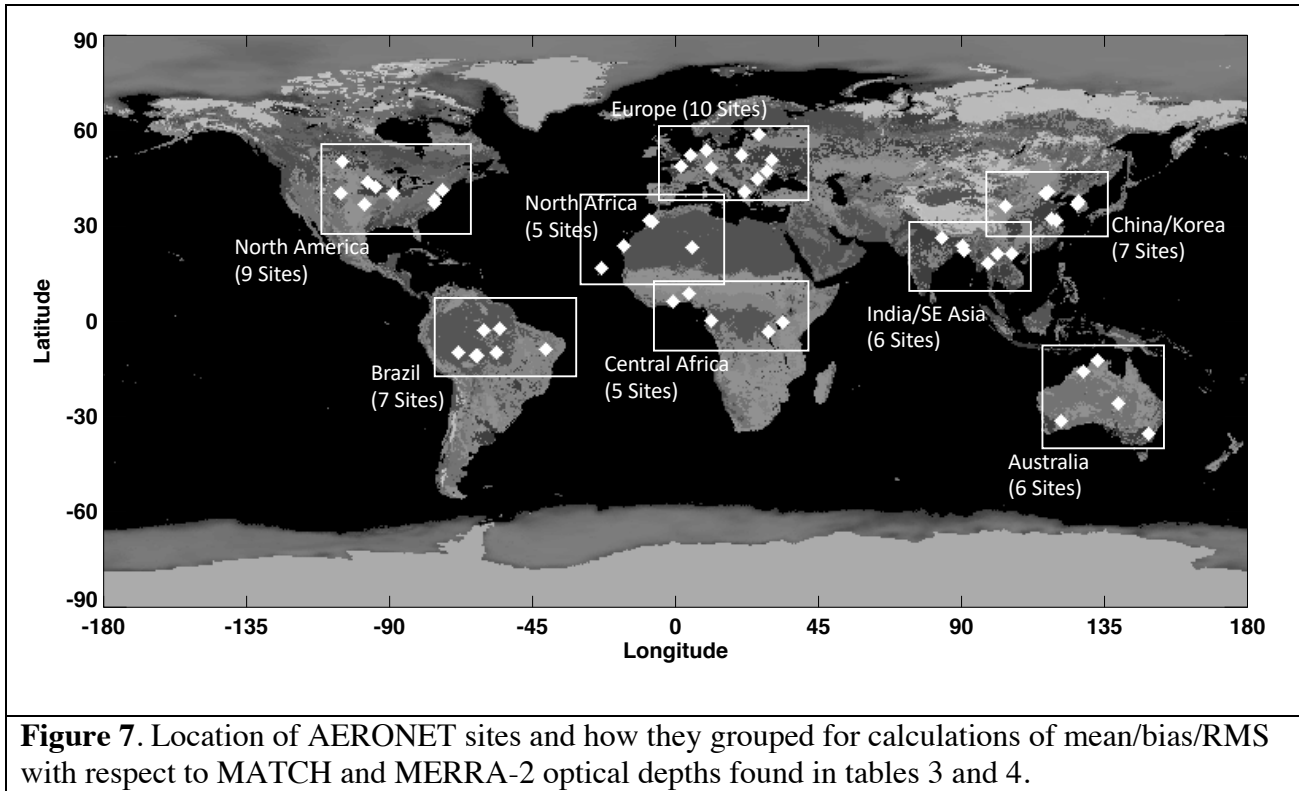 90
60
30
0
-30
-60
-90
Latitude
-180
-135
-90
-45
0
45
90
135
180
Longitude
Europe (10 Sites)
North Africa
(5 Sites)
North America
(9 Sites)
China/Korea
(7 Sites)
India/SE Asia
(6 Sites)
Central Africa
(5 Sites)
Brazil
(7 Sites)
Australia
(6 Sites)
Figure 7. Location of AERONET sites and how they grouped for calculations of mean/bias/RMS
with respect to MATCH and MERRA-2 optical depths found in tables 3 and 4.